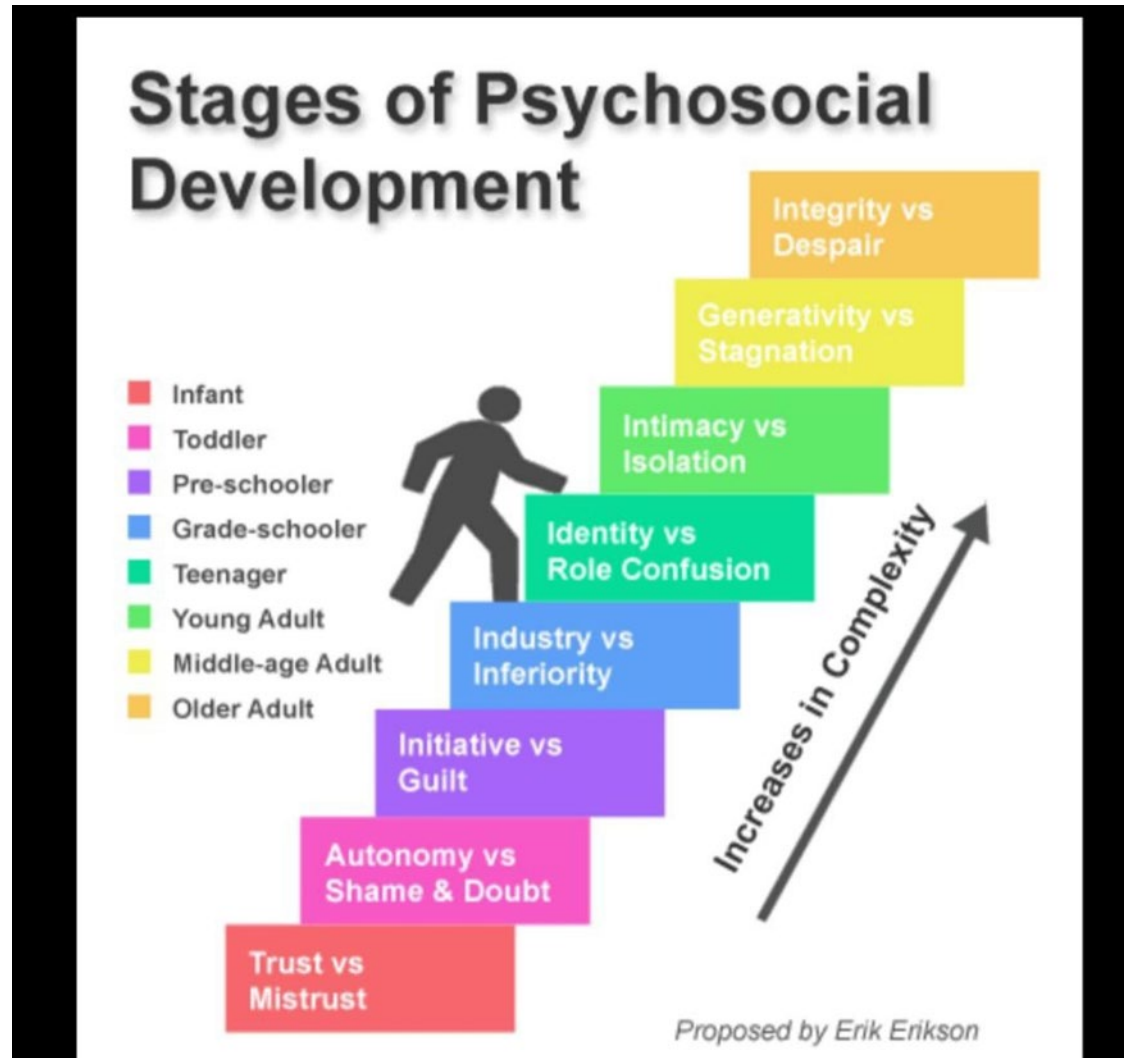 Stages of Psychosocial
Development
Integrity vs
Despair
Generativity vs
Stagnation
Intimacy vs
Isolation
Identity vs
Role Confusion
Industry vs
Inferiority
Initiative vs
Guilt
Autonomy vs
Shame & Doubt
Trust vs
Mistrust
Infant
Toddler
Pre-schooler
Grade-schooler
Teenager
Young Adult
Middle-age Adult
Older Adult
Increases in Complexity
Proposed by Erik Erikson